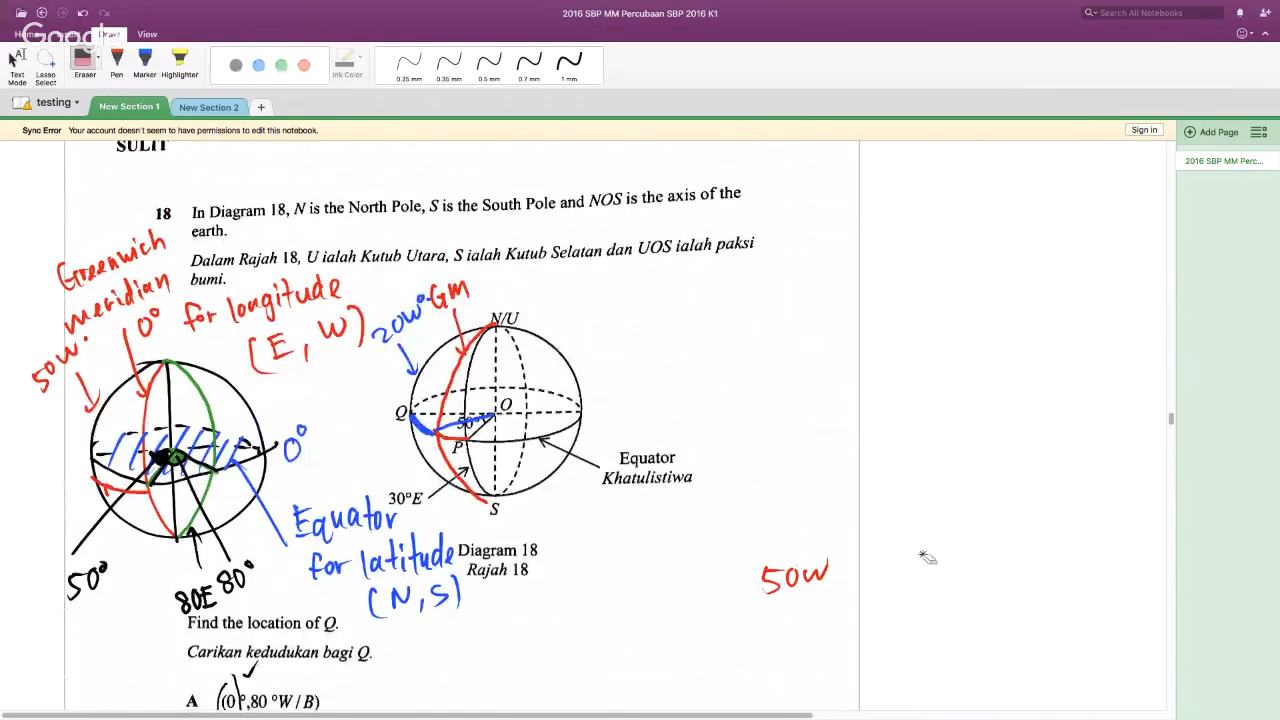 2016 SBP MM Percubaan SBP 2016 K1
Search All Notebooks
Google
Home Draw View
Text Mode
Lasso Select
Eraser
Pen
Marker
Highlighter
Ink Color
0.25 mm
0.35 mm
0.5 mm
0.7 mm
1 mm
testing
New Section 1
New Section 2
+
Sync Error Your account doesn't seem to have permissions to edit this notebook.
Sign in
Add Page
2016 SBP MM Perc...
SULIT
18 In Diagram 18, N is the North Pole, S is the South Pole and NOS is the axis of the
earth.
Dalam Rajah 18, U ialah Kutub Utara, S ialah Kutub Selatan dan UOS ialah paksi
bumi.
Greenwich
meridian
0° for longitude
(E, W)
50W°
0°
50°
80E
80°
Equator
for latitude
(N, S)
20W°
GM
N/U
Q
O
50°
P
30°E
S
Equator
Khatulistiwa
Diagram 18
Rajah 18
50W
Find the location of Q.
Carikan kedudukan bagi Q.
A (0°,80 °W / B)